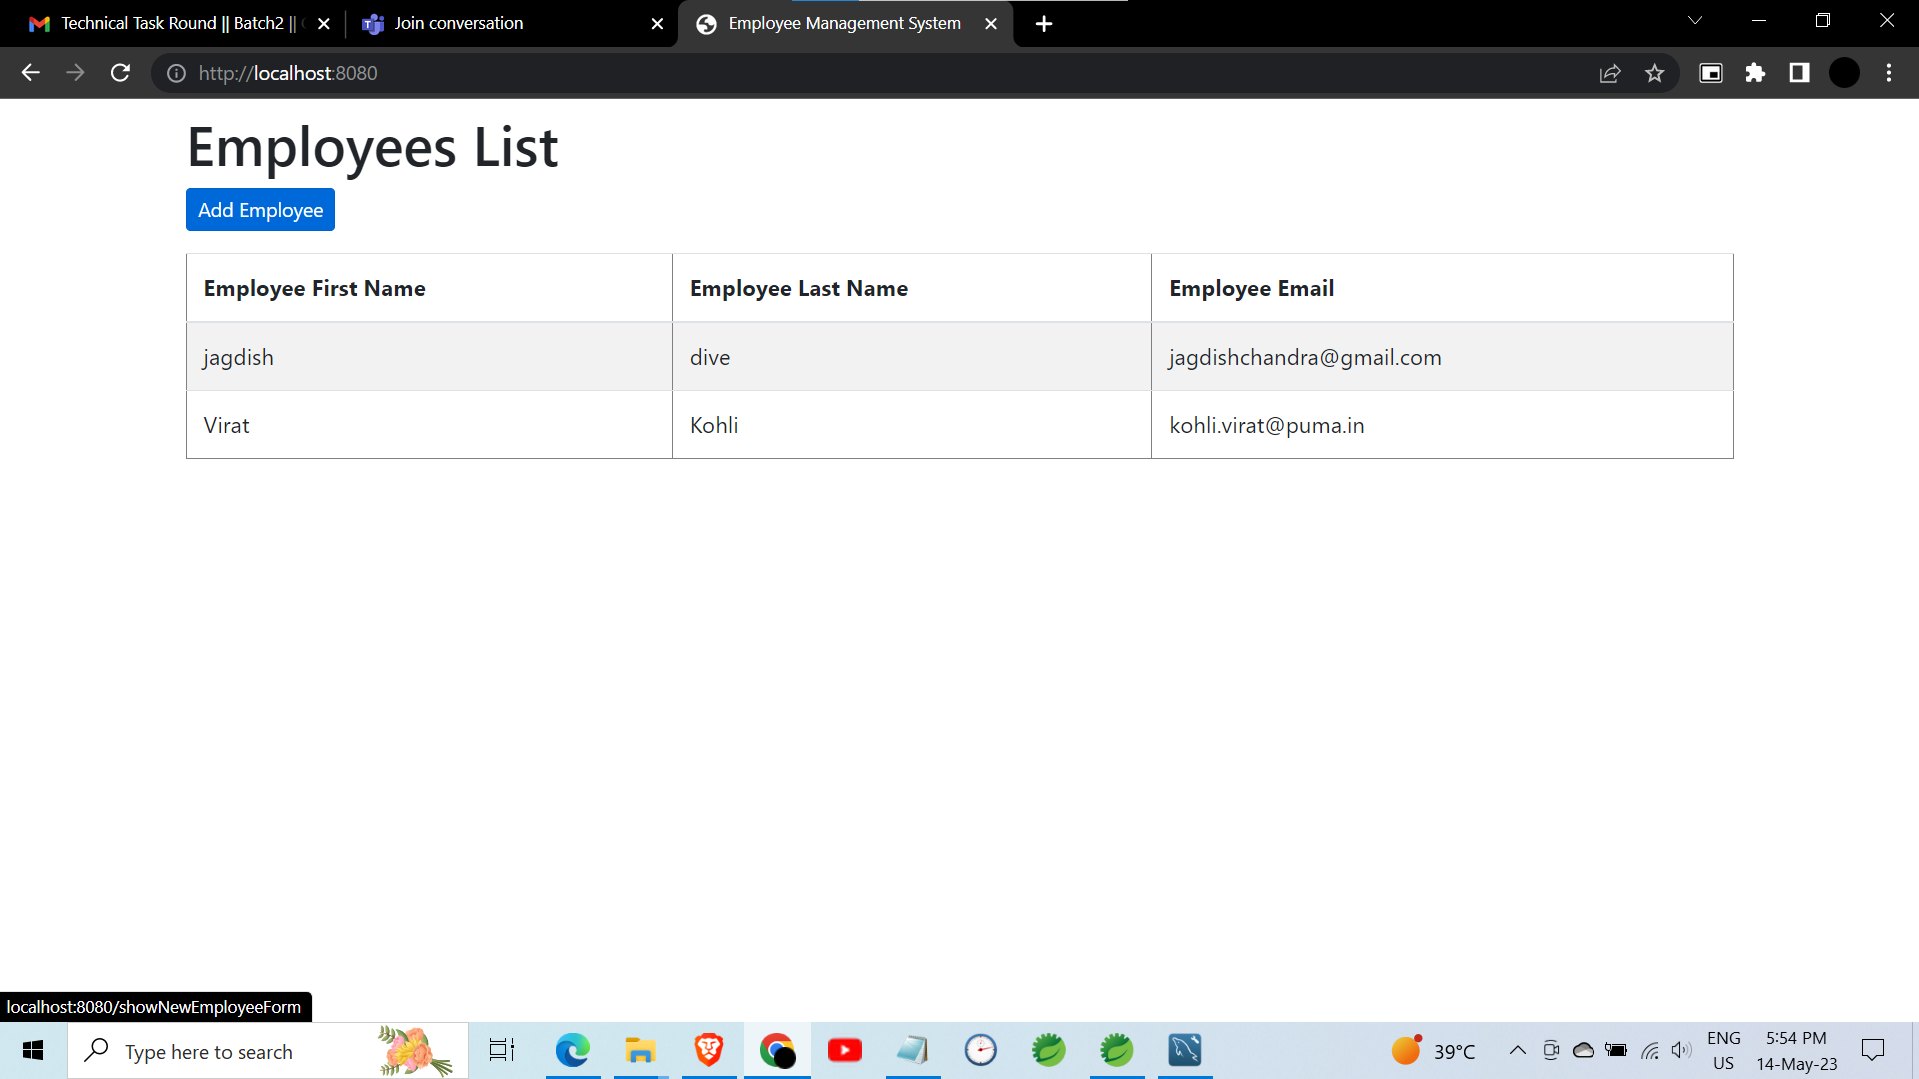 Technical Task Round || Batch2 ||
Join conversation
Employee Management System
http://localhost:8080
Employees List
Add Employee
Employee First Name Employee Last Name Employee Email
jagdish dive jagdishchandra@gmail.com
Virat Kohli kohli.virat@puma.in
localhost:8080/showNewEmployeeForm
Type here to search
39°C
ENG
US
5:54 PM
14-May-23